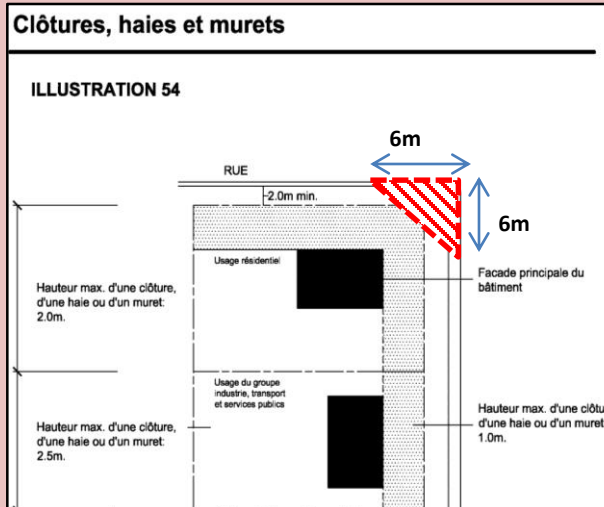 Clôtures, haies et murets
ILLUSTRATION 54
6m
RUE
2.0m min.
6m
Usage résidentiel
Facade principale du
bâtiment
Hauteur max. d'une clôture,
d'une haie ou d'un muret:
2.0m.
Usage du groupe
industrie, transport
et services publics
Hauteur max. d'une clôtu
d'une haie ou d'un muret
1.0m.
Hauteur max. d'une clôture,
d'une haie ou d'un muret:
2.5m.